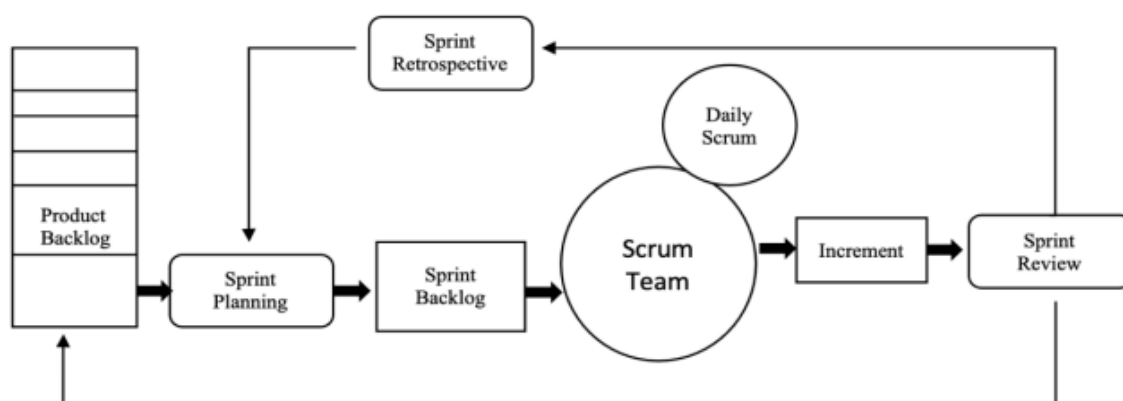 Sprint
Retrospective
Daily
Scrum
Product
Backlog
Sprint
Planning
Sprint
Backlog
Scrum
Team
Increment
Sprint
Review